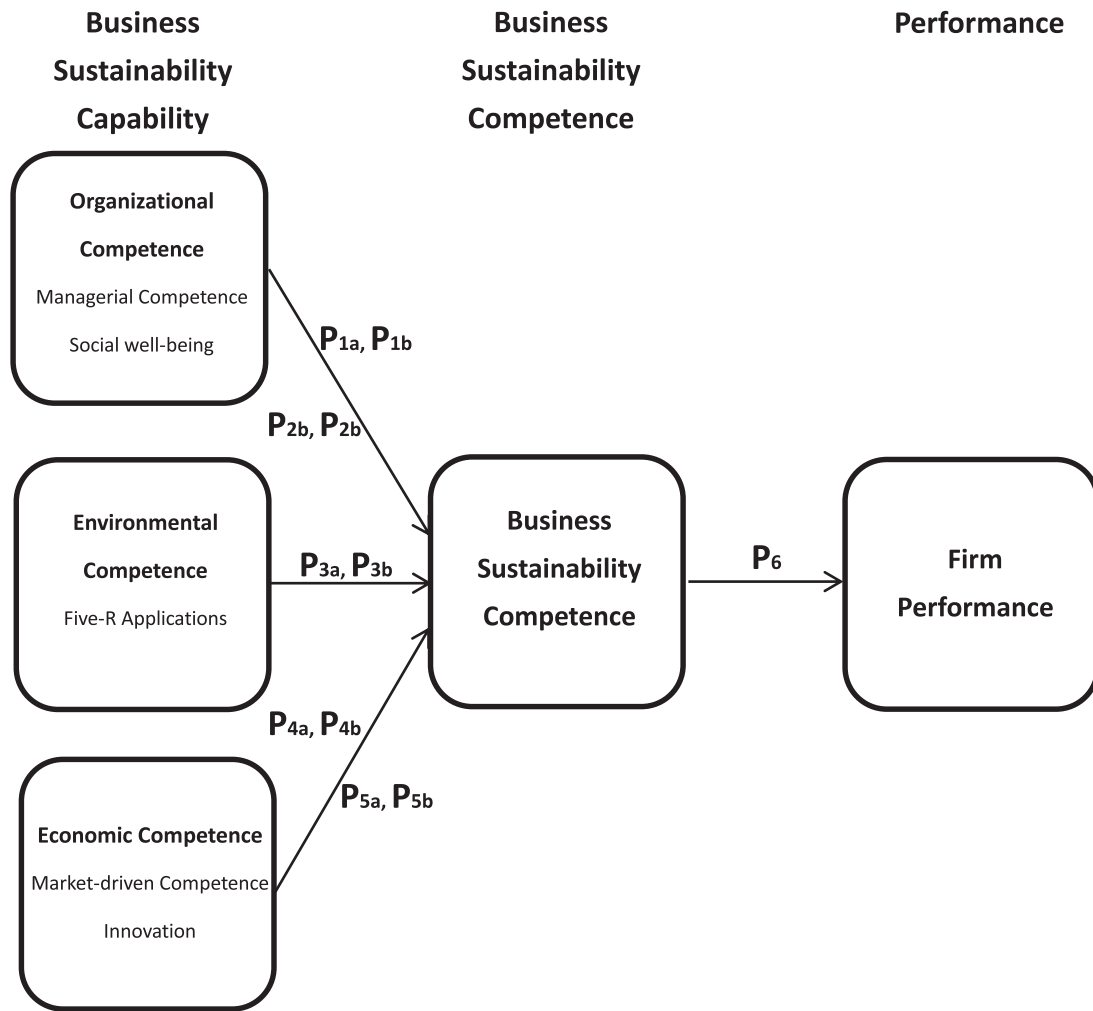 Business
Sustainability
Capability
Business
Sustainability
Competence
Performance
Organizational
Competence
Managerial Competence
Social well-being
P1a, P1b
P2b, P2b
Environmental
Competence
Five-R Applications
P3a, P3b
Business
Sustainability
Competence
P6
Firm
Performance
P4a, P4b
P5a, P5b
Economic Competence
Market-driven Competence
Innovation